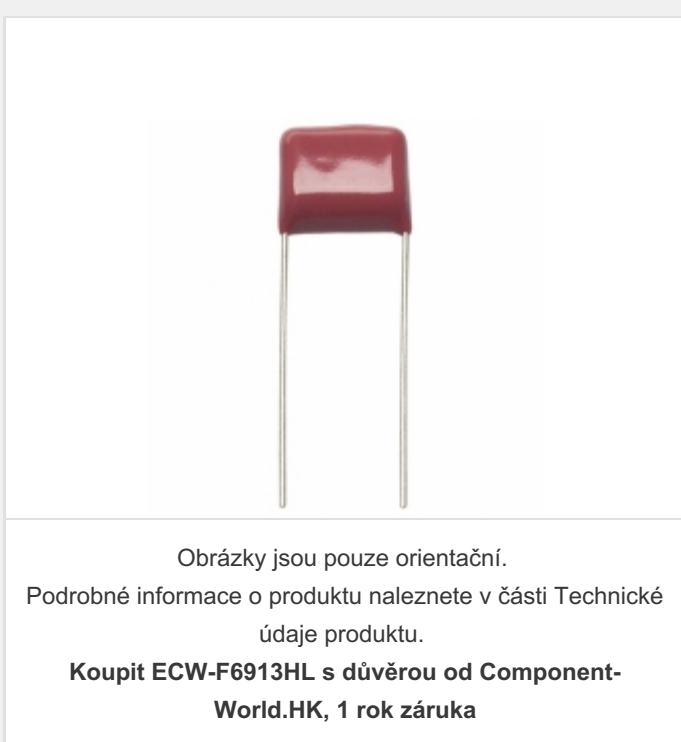 Obrázky jsou pouze orientační.
Podrobné informace o produktu naleznete v části Technické
údaje produktu.
Koupit ECW-F6913HL s důvěrou od Component-
World.HK, 1 rok záruka